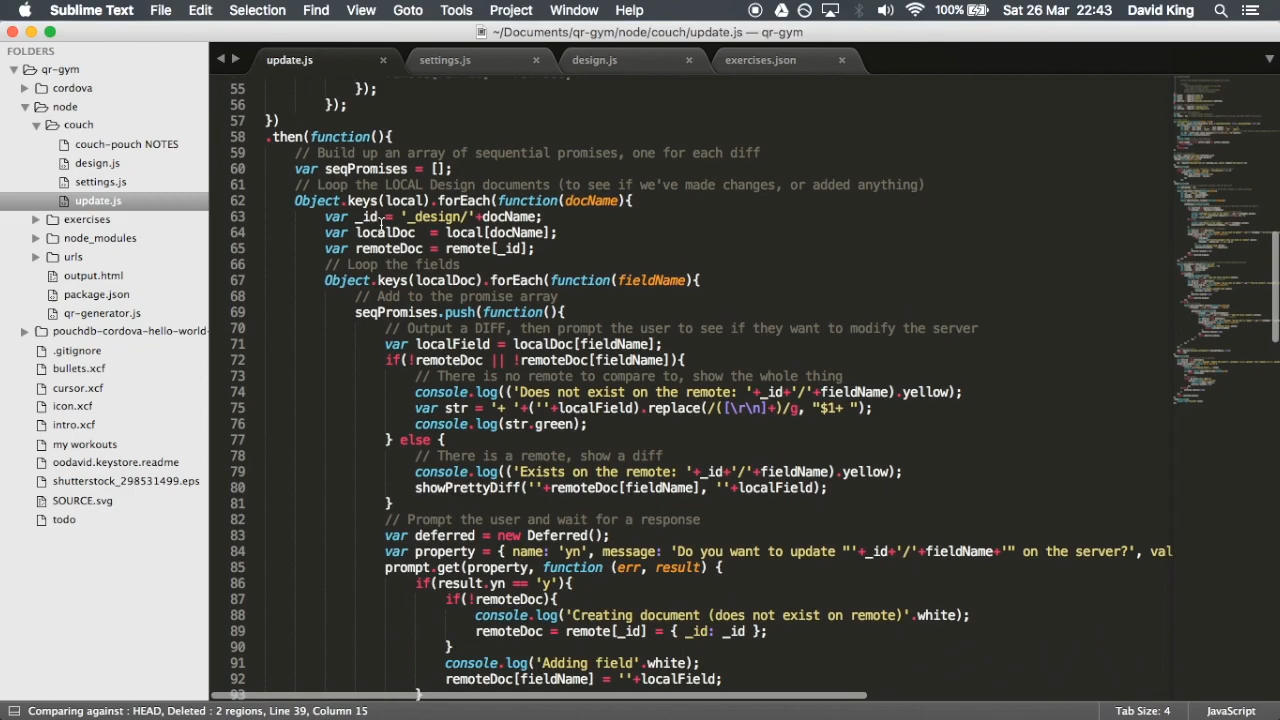 Sublime Text File Edit Selection Find View Goto Tools Project Window Help 100% Sat 26 Mar 22:43 David King
~/Documents/qr-gym/node/couch/update.js — qr-gym
FOLDERS
qr-gym
cordova
node
couch
couch-pouch NOTES
design.js
settings.js
update.js
exercises
node_modules
urls
output.html
package.json
qr-generator.js
pouchdb-cordova-hello-world-
.gitignore
bullets.xcf
cursor.xcf
icon.xcf
intro.xcf
my workouts
oodavid.keystore.readme
shutterstock_298531499.eps
SOURCE.svg
todo
update.js settings.js design.js exercises.json
55 });
56 });
57 })
58 .then(function(){
59 // Build up an array of sequential promises, one for each diff
60 var seqPromises = [];
61 // Loop the LOCAL Design documents (to see if we've made changes, or added anything)
62 Object.keys(local).forEach(function(docName){
63 var _id = '_design/'+docName;
64 var localDoc = local[docName];
65 var remoteDoc = remote[_id];
66 // Loop the fields
67 Object.keys(localDoc).forEach(function(fieldName){
68 // Add to the promise array
69 seqPromises.push(function(){
70 // Output a DIFF, then prompt the user to see if they want to modify the server
71 var localField = localDoc[fieldName];
72 if(!remoteDoc || !remoteDoc[fieldName]){
73 // There is no remote to compare to, show the whole thing
74 console.log(('Does not exist on the remote: '+_id+'/'+fieldName).yellow);
75 var str = '+ '+(''+localField).replace(/([\r\n]+)/g, "$1+ ");
76 console.log(str.green);
77 } else {
78 // There is a remote, show a diff
79 console.log(('Exists on the remote: '+_id+'/'+fieldName).yellow);
80 showPrettyDiff(''+remoteDoc[fieldName], ''+localField);
81 }
82 // Prompt the user and wait for a response
83 var deferred = new Deferred();
84 var property = { name: 'yn', message: 'Do you want to update "'+_id+'/'+fieldName+'" on the server?', val
85 prompt.get(property, function (err, result) {
86 if(result.yn == 'y'){
87 if(!remoteDoc){
88 console.log('Creating document (does not exist on remote)'.white);
89 remoteDoc = remote[_id] = { _id: _id };
90 }
91 console.log('Adding field'.white);
92 remoteDoc[fieldName] = ''+localField;
93 }
Comparing against : HEAD, Deleted : 2 regions, Line 39, Column 15 Tab Size: 4 JavaScript